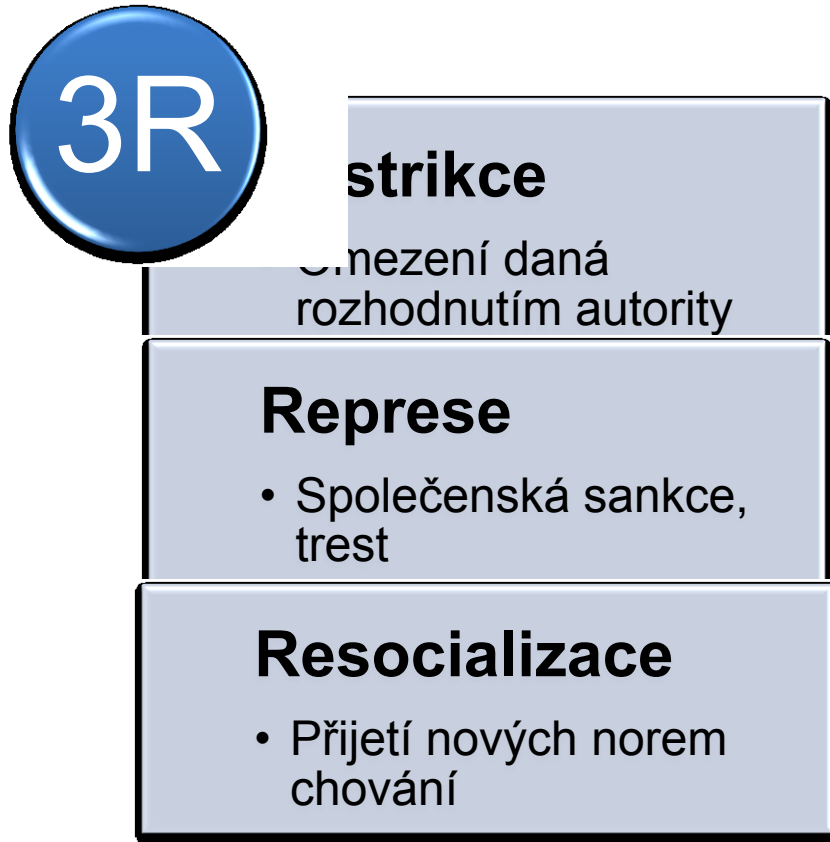 3R
strikce
mezení daná
rozhodnutím autority
Represe
• Společenská sankce,
trest
Resocializace
• Přijetí nových norem
chování